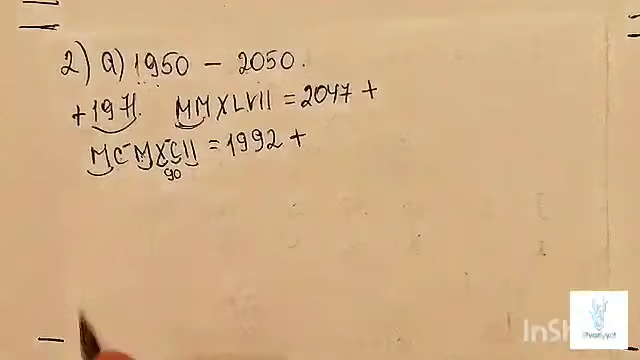 2) a) 1950 – 2050.
+ 1971. MMXLVII = 2047 +
MCMXCII = 1992 +
90
InSh